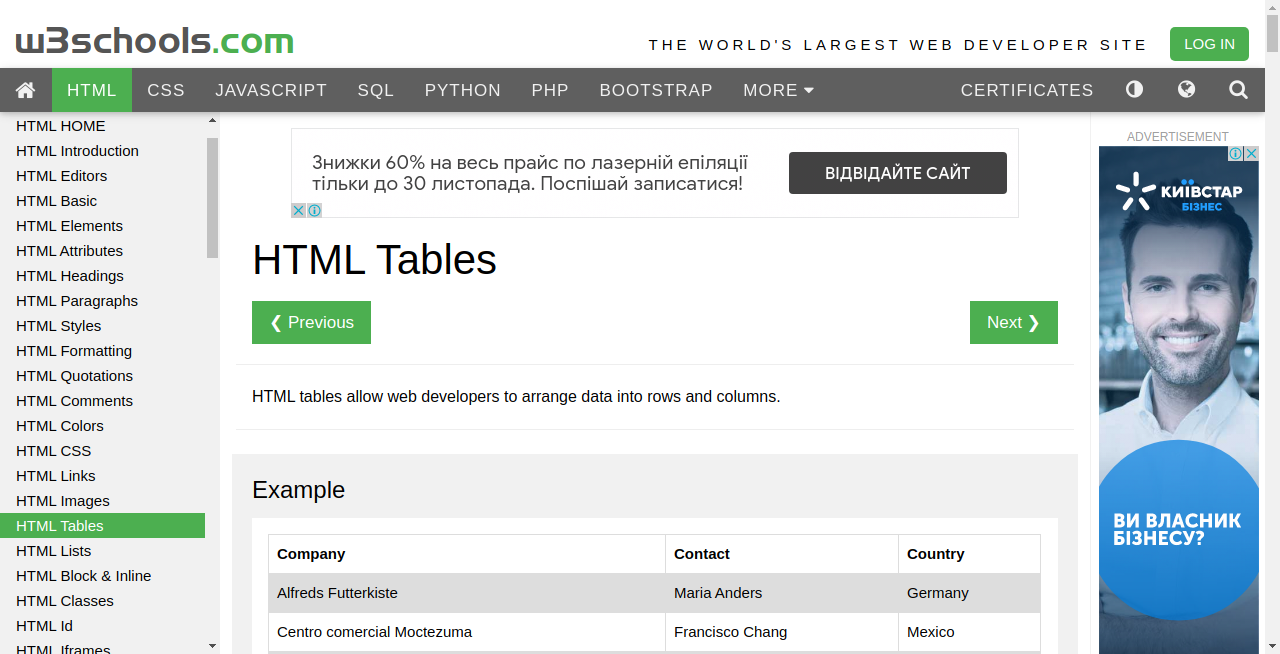 w3schools.com
THE WORLD'S LARGEST WEB DEVELOPER SITE
LOG IN
HTML CSS JAVASCRIPT SQL PYTHON PHP BOOTSTRAP MORE CERTIFICATES
HTML HOME
HTML Introduction
HTML Editors
HTML Basic
HTML Elements
HTML Attributes
HTML Headings
HTML Paragraphs
HTML Styles
HTML Formatting
HTML Quotations
HTML Comments
HTML Colors
HTML CSS
HTML Links
HTML Images
HTML Tables
HTML Lists
HTML Block & Inline
HTML Classes
HTML Id
HTML Iframes
Знижки 60% на весь прайс по лазерній епіляції
тільки до 30 листопада. Поспішай записатися!
ВІДВІДАЙТЕ САЙТ
HTML Tables
❮ Previous
Next ❯
HTML tables allow web developers to arrange data into rows and columns.
Example
Company Contact Country
Alfreds Futterkiste Maria Anders Germany
Centro comercial Moctezuma Francisco Chang Mexico
ADVERTISEMENT
КИЇВСТАР
БІЗНЕС
ВИ ВЛАСНИК
БІЗНЕСУ?